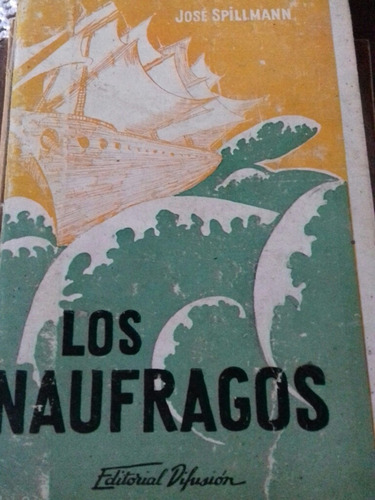 JOSÉ SPILLMANN
LOS
NAUFRAGOS
Editorial Difusión